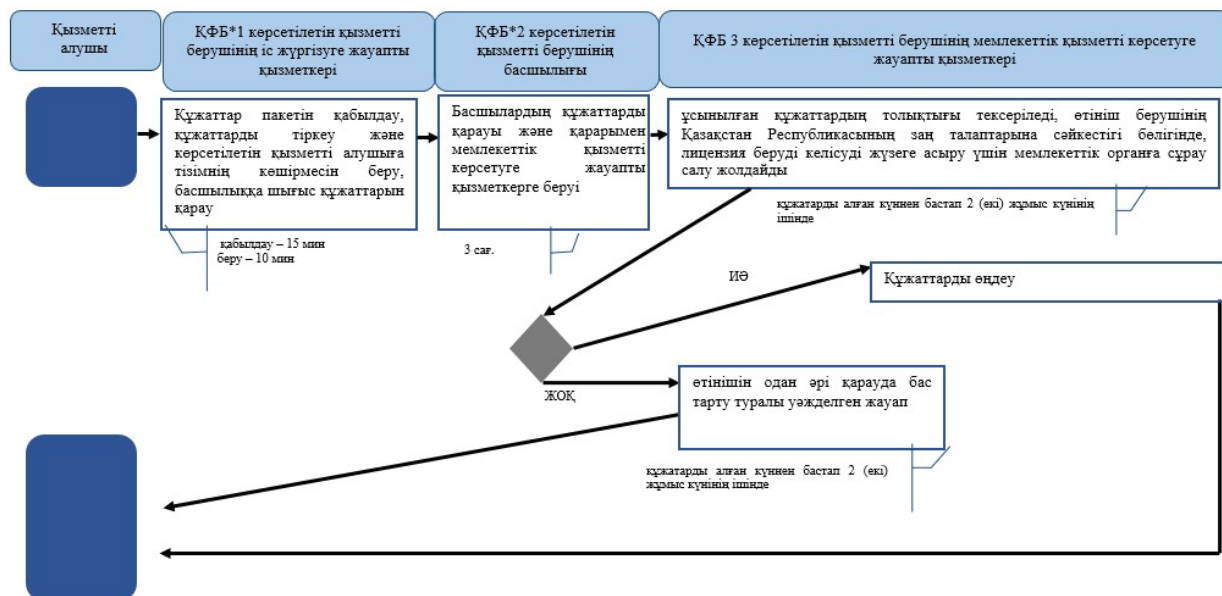 Қызметті
алушы
ҚФБ*1 көрсетілетін қызметті
берушінің іс жүргізуге жауапты
қызметкері
ҚФБ*2 көрсетілетін
қызметті берушінің
басшылығы
ҚФБ 3 көрсетілетін қызметті берушінің мемлекеттік қызметті көрсетуге
жауапты қызметкері
Құжаттар пакетін қабылдау,
құжаттарды тіркеу және
көрсетілетін қызметті алушыға
тізімнің көшірмесін беру,
басшылыққа шығыс құжаттарын
қарау
Басшылардың құжаттарды
қарауы және қарарымен
мемлекеттік қызметті
көрсетуге жауапты
қызметкерге беруі
ұсынылған құжаттардың толықтығы тексеріледі, өтініш берушінің
Қазақстан Республикасының заң талаптарына сәйкестігі бөлігінде,
лицензия беруді келісуді жүзеге асыру үшін мемлекеттік органға сұрау
салу жолдайды
қабылдау – 15 мин
беру – 10 мин
3 сағ.
құжатарды алған күннен бастап 2 (екі) жұмыс күнінің
ішінде
ИӘ
Құжаттарды өңдеу
ЖОҚ
өтінішін одан әрі қарауда бас
тарту туралы уәжделген жауап
құжатарды алған күннен бастап 2 (екі)
жұмыс күнінің ішінде